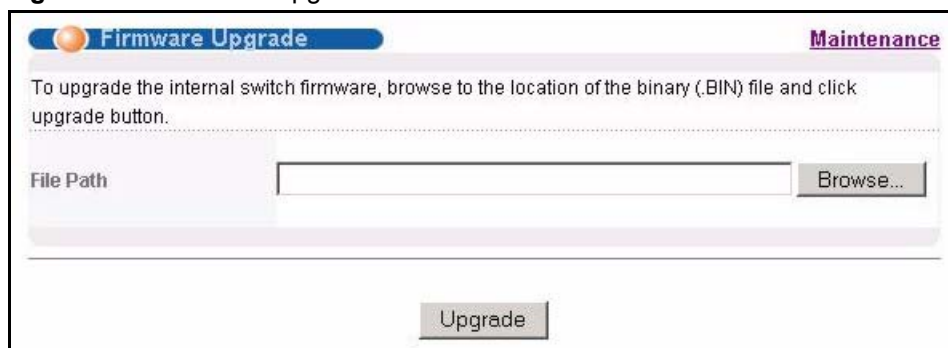 Firmware Upgrade
Maintenance
To upgrade the internal switch firmware, browse to the location of the binary (.BIN) file and click
upgrade button.
File Path
Browse...
Upgrade